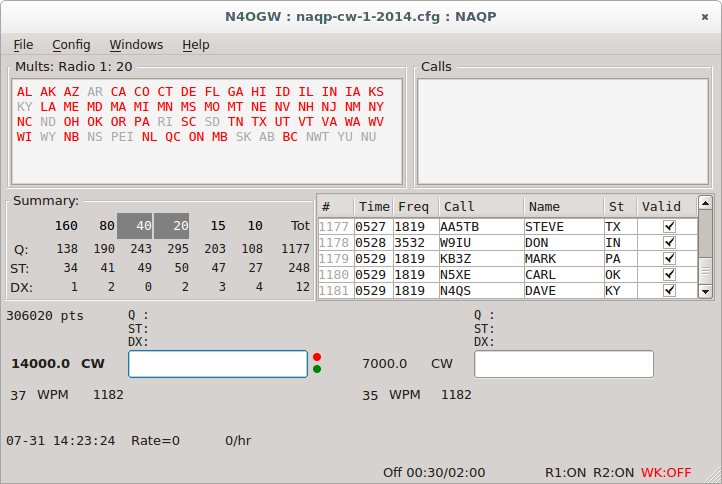 N4OGW : naqp-cw-1-2014.cfg : NAQP
File Config Windows Help
Mults: Radio 1: 20
AL AK AZ AR CA CO CT DE FL GA HI ID IL IN IA KS
KY LA ME MD MA MI MN MS MO MT NE NV NH NJ NM NY
NC ND OH OK OR PA RI SC SD TN TX UT VT VA WA WV
WI WY NB NS PEI NL QC ON MB SK AB BC NWT YU NU
Calls
Summary:
160 80 40 20 15 10 Tot
Q: 138 190 243 295 203 108 1177
ST: 34 41 49 50 47 27 248
DX: 1 2 0 2 3 4 12
# Time Freq Call Name St Valid
1177 0527 1819 AA5TB STEVE TX
1178 0528 3532 W9IU DON IN
1179 0529 1819 KB3Z MARK PA
1180 0529 1819 N5XE CARL OK
1181 0529 1819 N4QS DAVE KY
306020 pts
Q :
ST:
DX:
14000.0 CW
37 WPM 1182
Q :
ST:
DX:
7000.0 CW
35 WPM 1182
07-31 14:23:24 Rate=0 0/hr
Off 00:30/02:00 R1:ON R2:ON WK:OFF